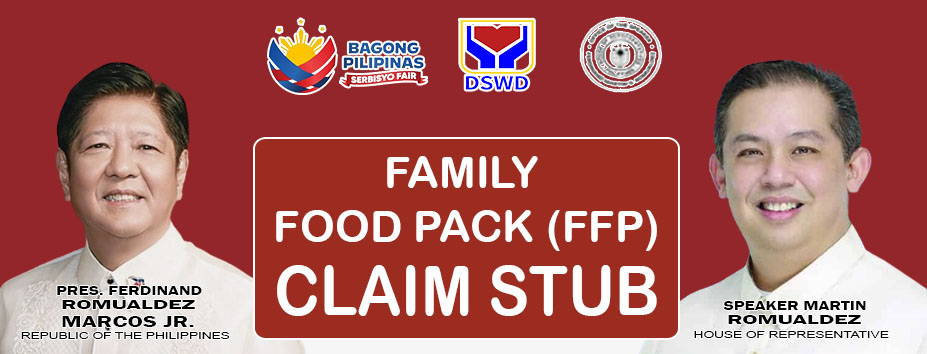 BAGONG
PILIPINAS
SERBISYO FAIR
DSWD
FAMILY
FOOD PACK (FFP)
CLAIM STUB
PRES. FERDINAND
ROMUALDEZ
MARCOS JR.
REPUBLIC OF THE PHILIPPINES
SPEAKER MARTIN
ROMUALDEZ
HOUSE OF REPRESENTATIVE